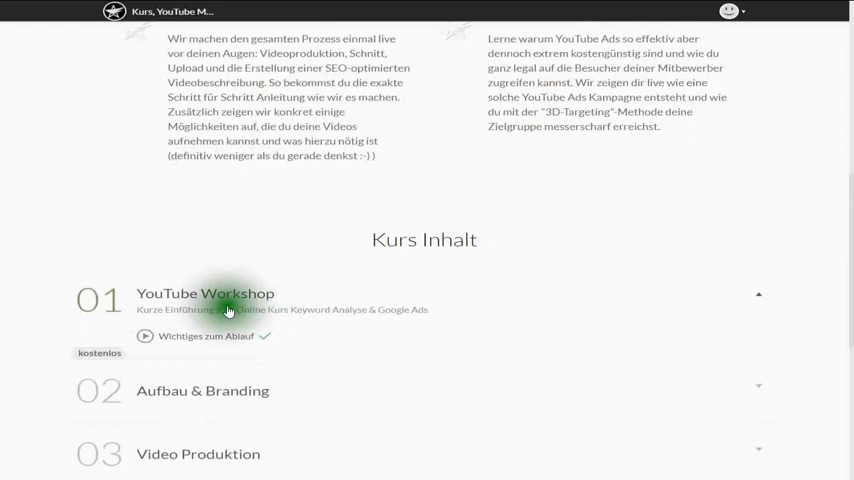 Kurs, YouTube M...
Wir machen den gesamten Prozess einmal live
vor deinen Augen: Videoproduktion, Schnitt,
Upload und die Erstellung einer SEO-optimierten
Videobeschreibung. So bekommst du die exakte
Schritt für Schritt Anleitung wie wir es machen.
Zusätzlich zeigen wir konkret einige
Möglichkeiten auf, die du deine Videos
aufnehmen kannst und was hierzu nötig ist
(definitiv weniger als du gerade denkst :-) )
Lerne warum YouTube Ads so effektiv aber
dennoch extrem kostengünstig sind und wie du
ganz legal auf die Besucher deiner Mitbewerber
zugreifen kannst. Wir zeigen dir live wie eine
solche YouTube Ads Kampagne entsteht und wie
du mit der "3D-Targeting"-Methode deine
Zielgruppe messerscharf erreichst.
Kurs Inhalt
01 YouTube Workshop
Kurze Einführung Online Kurs Keyword Analyse & Google Ads
Wichtiges zum Ablauf
kostenlos
02 Aufbau & Branding
03 Video Produktion